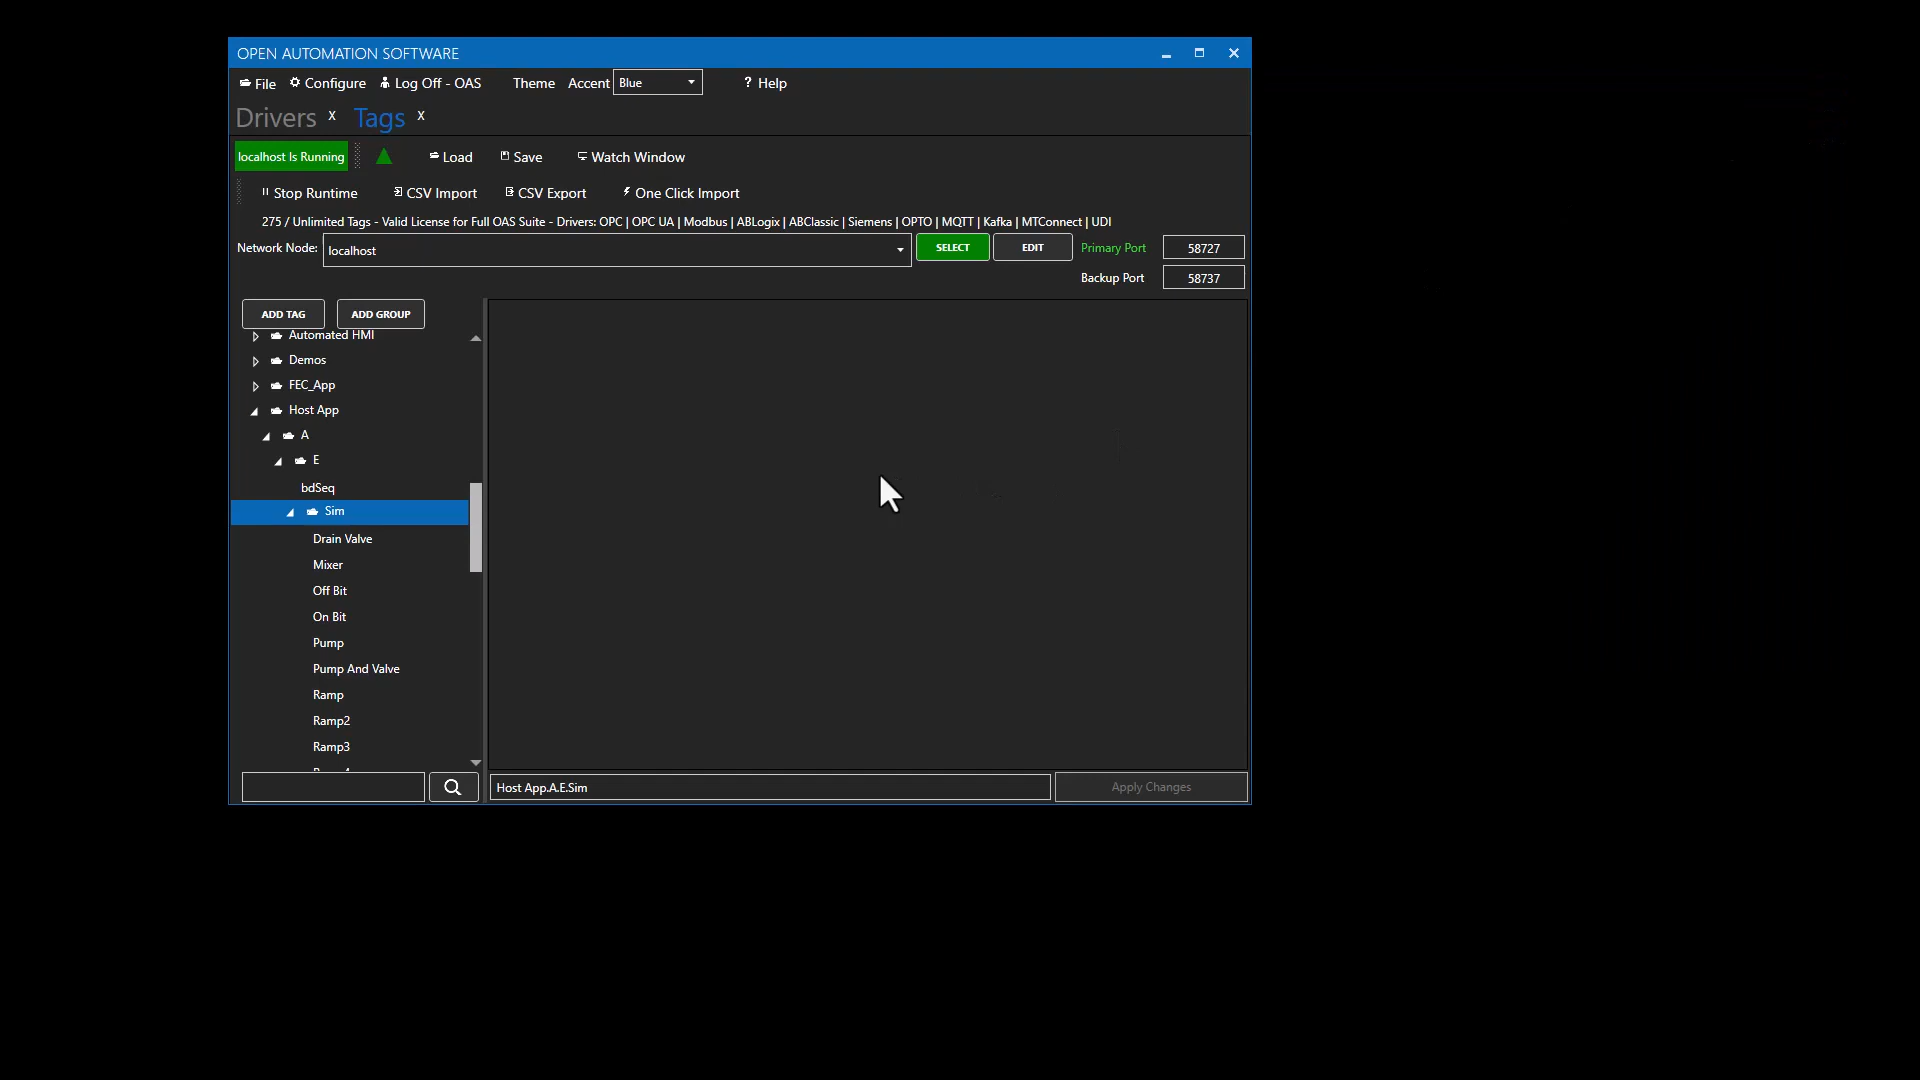 OPEN AUTOMATION SOFTWARE
File Configure Log Off - OAS Theme Accent Blue ? Help
Drivers X Tags X
localhost Is Running Load Save Watch Window
Stop Runtime CSV Import CSV Export One Click Import
275 / Unlimited Tags - Valid License for Full OAS Suite - Drivers: OPC | OPC UA | Modbus | ABLogix | ABClassic | Siemens | OPTO | MQTT | Kafka | MTConnect | UDI
Network Node: localhost SELECT EDIT Primary Port 58727
Backup Port 58737
ADD TAG ADD GROUP
Automated HMI
Demos
FEC_App
Host App
A
E
bdSeq
Sim
Drain Valve
Mixer
Off Bit
On Bit
Pump
Pump And Valve
Ramp
Ramp2
Ramp3
Host App.A.E.Sim Apply Changes